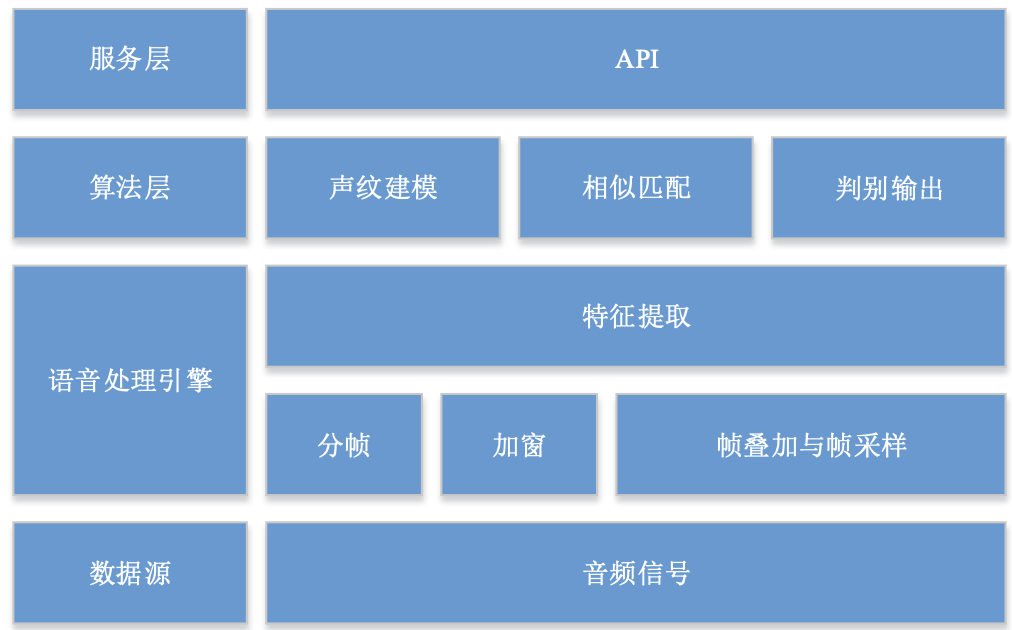 服务层
API
算法层
声纹建模
相似匹配
判别输出
语音处理引擎
特征提取
分帧
加窗
帧叠加与帧采样
数据源
音频信号